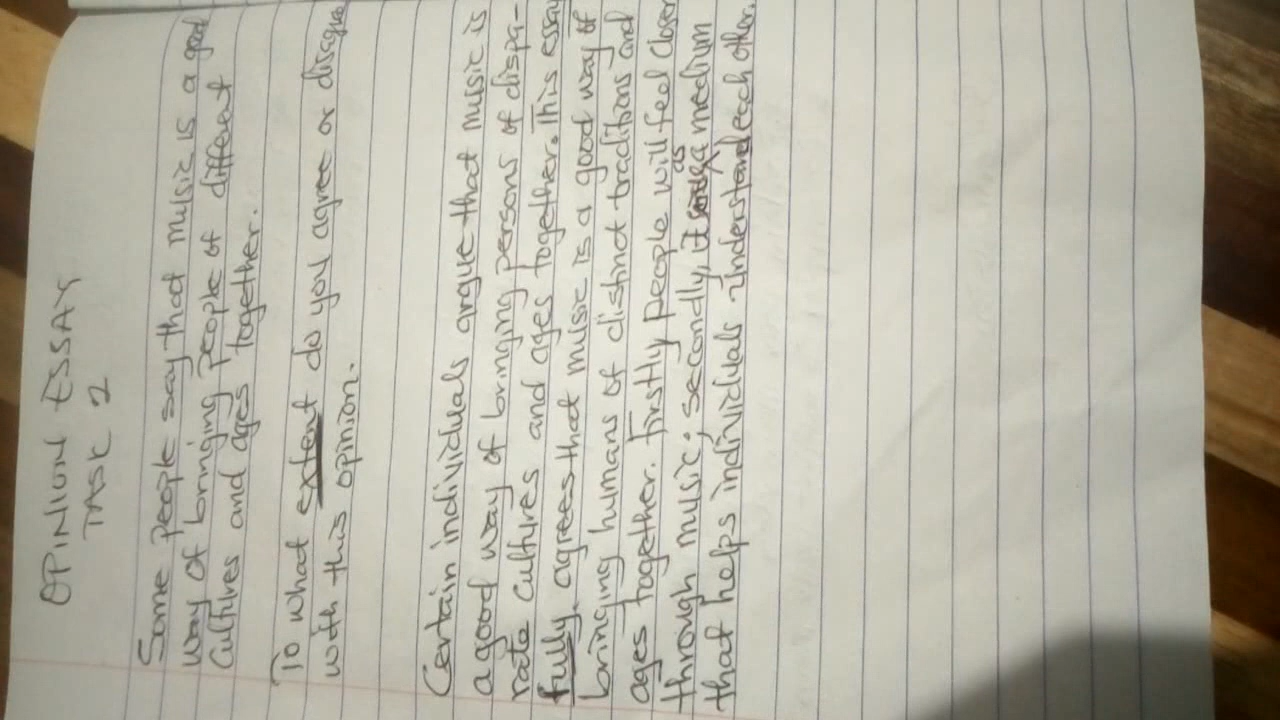 OPINION ESSAY
TASK 2
Some people say that music is a good
way of bringing people of different
cultures and ages together.
To what extent do you agree or disagree
with this opinion.
Certain individuals argue that music is
a good way of bringing persons of dispa-
rate cultures and ages together. This essay
fully agrees that music is a good way of
bringing humans of distinct traditions and
ages together. Firstly, people will feel closer
through music. Secondly, it as a medium
that helps individuals understand each other.